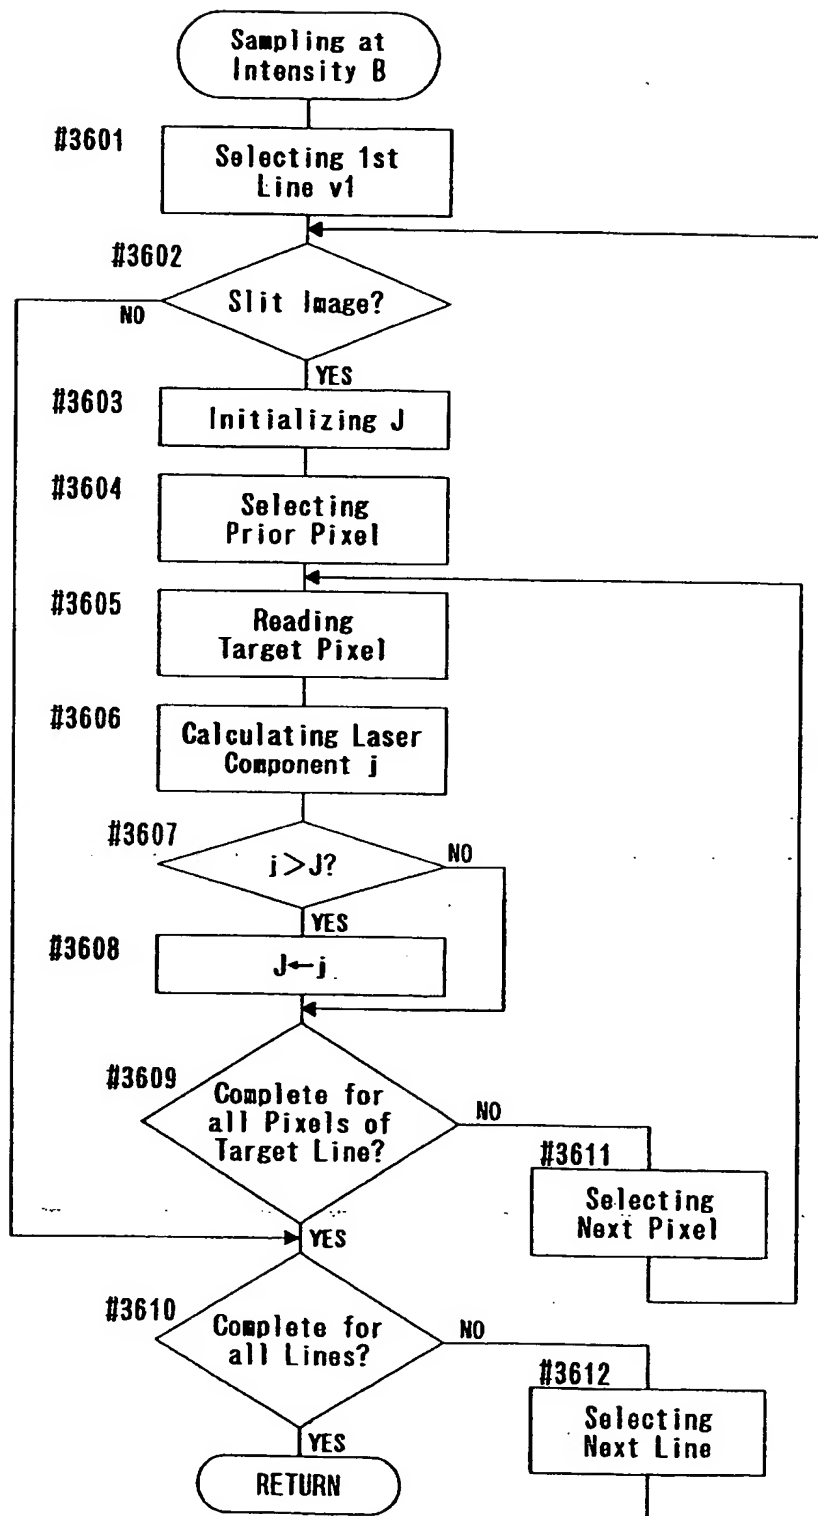 Sampling at
Intensity B
#3601
Selecting 1st
Line v1
#3602
Slit Image?
NO
YES
#3603
Initializing J
#3604
Selecting
Prior Pixel
#3605
Reading
Target Pixel
#3606
Calculating Laser
Component j
#3607
j>J?
NO
YES
#3608
J←j
#3609
Complete for
all Pixels of
Target Line?
NO
YES
#3611
Selecting
Next Pixel
#3610
Complete for
all Lines?
NO
YES
#3612
Selecting
Next Line
RETURN